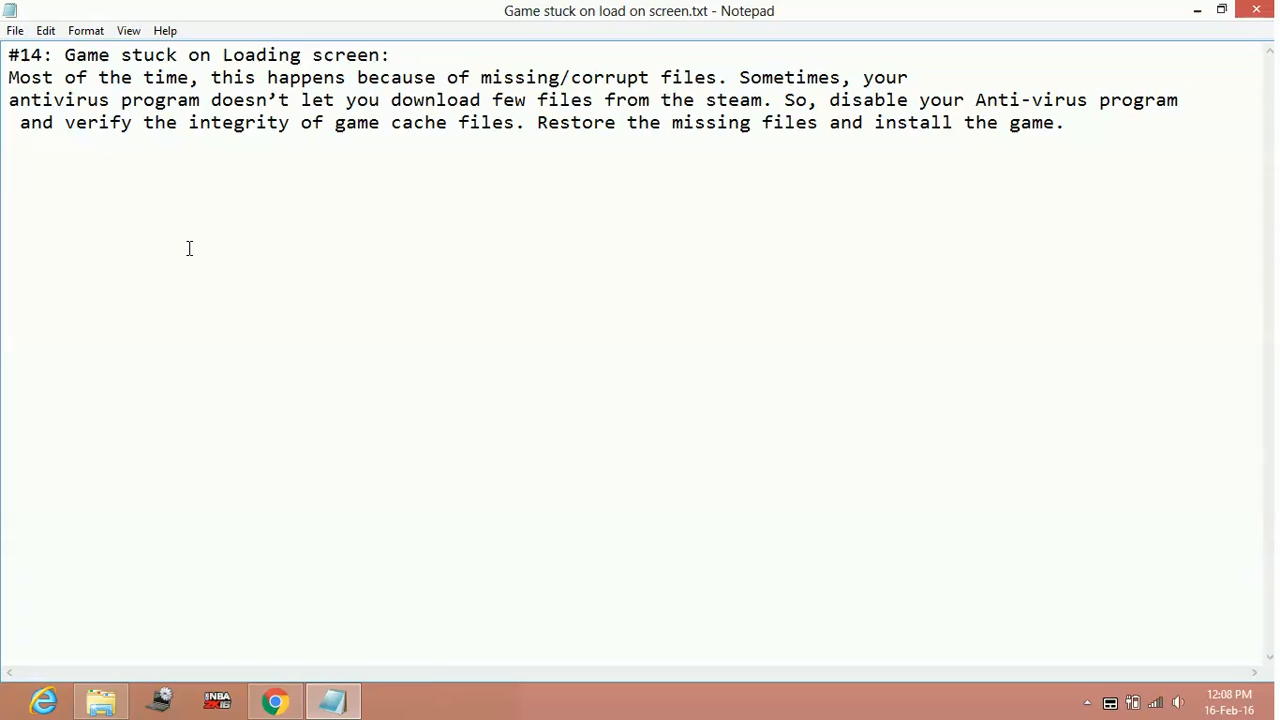 Game stuck on load on screen.txt - Notepad
File Edit Format View Help
#14: Game stuck on Loading screen:
Most of the time, this happens because of missing/corrupt files. Sometimes, your
antivirus program doesn’t let you download few files from the steam. So, disable your Anti-virus program
and verify the integrity of game cache files. Restore the missing files and install the game.
NBA
2K16
12:08 PM
16-Feb-16